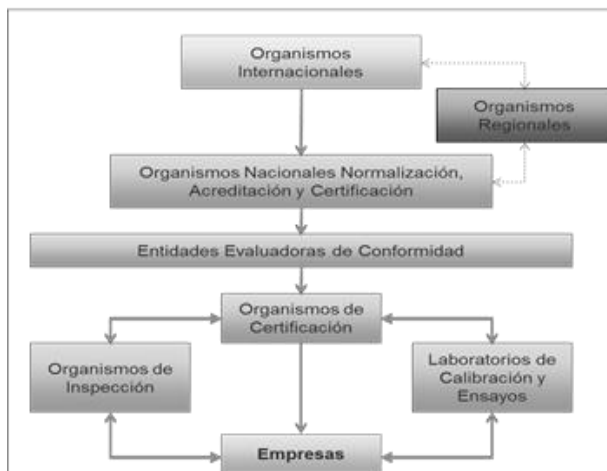 Organismos
Internacionales
Organismos
Regionales
Organismos Nacionales Normalización,
Acreditación y Certificación
Entidades Evaluadoras de Conformidad
Organismos de
Certificación
Organismos de
Inspección
Laboratorios de
Calibración y
Ensayos
Empresas